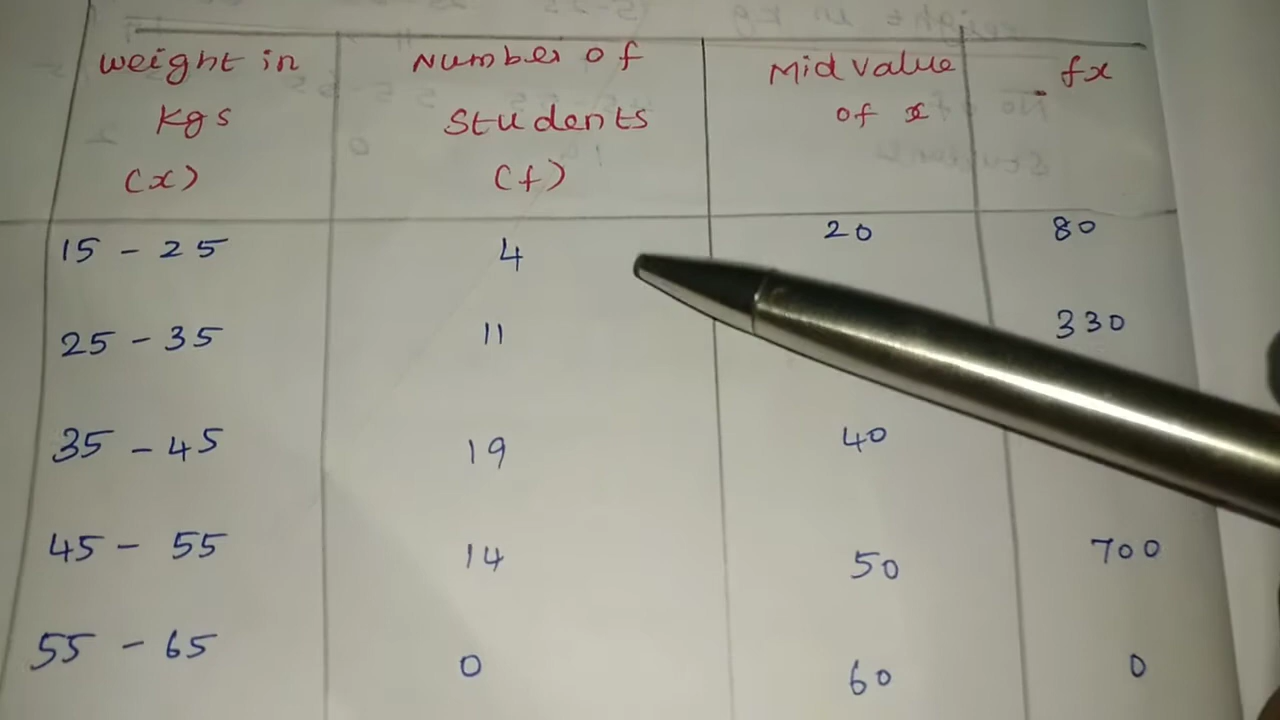 Weight in Number of Mid value fx
Kgs Students of x
(x) (f)
15 - 25 4 20 80
25 - 35 11 330
35 - 45 19 40
45 - 55 14 50 700
55 - 65 0 60 0